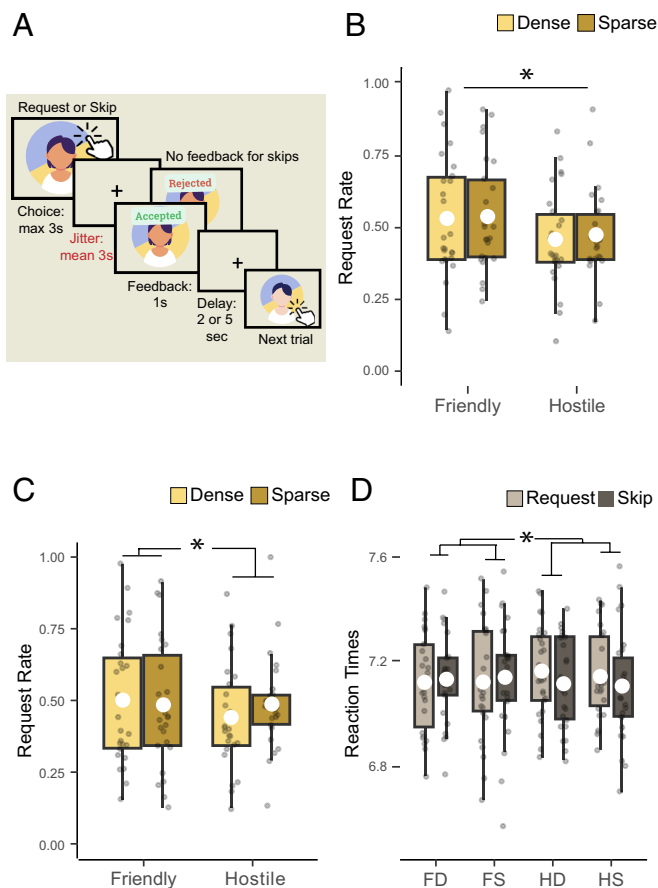 A
Request or Skip
No feedback for skips
Rejected
+
Accepted
Choice:
max 3s
Jitter:
mean 3s
+
Feedback:
1s
Delay:
2 or 5
sec
Next trial
B
Dense Sparse
*
1.00
0.75
0.50
0.25
0.00
Request Rate
Friendly Hostile
C
Dense Sparse
*
1.00
0.75
0.50
0.25
0.00
Request Rate
Friendly Hostile
D
Request Skip
*
7.6
7.2
6.8
Reaction Times
FD FS HD HS